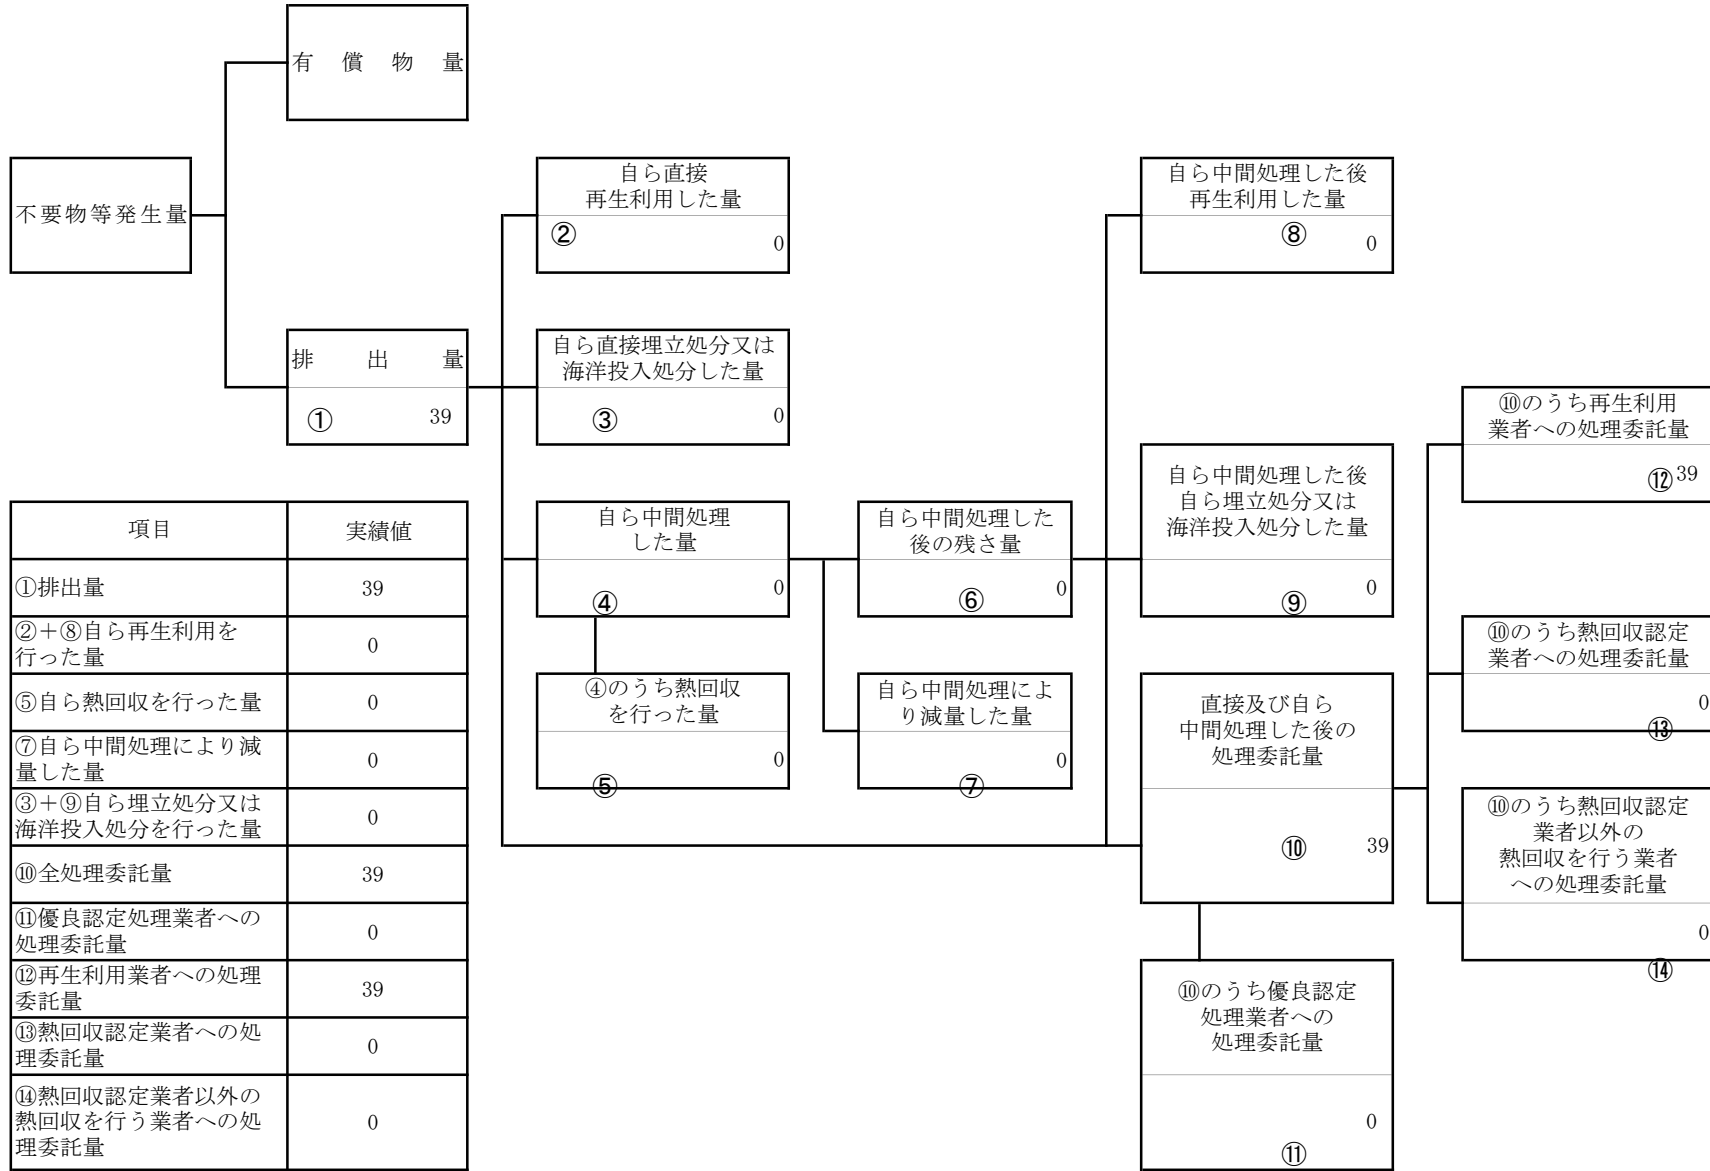 有償物量
不要物等発生量
排出量
① 39
自ら直接
再生利用した量
② 0
自ら直接埋立処分又は
海洋投入処分した量
③ 0
自ら中間処理
した量
④ 0
④のうち熱回収
を行った量
⑤ 0
自ら中間処理した
後の残さ量
⑥ 0
自ら中間処理によ
り減量した量
⑦ 0
自ら中間処理した後
再生利用した量
⑧ 0
自ら中間処理した後
自ら埋立処分又は
海洋投入処分した量
⑨ 0
直接及び自ら
中間処理した後の
処理委託量
⑩ 39
⑩のうち優良認定
処理業者への
処理委託量
0
⑪
⑩のうち再生利用
業者への処理委託量
⑫ 39
⑩のうち熱回収認定
業者への処理委託量
0
⑬
⑩のうち熱回収認定
業者以外の
熱回収を行う業者
への処理委託量
0
⑭
項目 実績値
①排出量 39
②+⑧自ら再生利用を
行った量 0
⑤自ら熱回収を行った量 0
⑦自ら中間処理により減
量した量 0
③+⑨自ら埋立処分又は
海洋投入処分を行った量 0
⑩全処理委託量 39
⑪優良認定処理業者への
処理委託量 0
⑫再生利用業者への処理
委託量 39
⑬熱回収認定業者への処
理委託量 0
⑭熱回収認定業者以外の
熱回収を行う業者への処
理委託量 0